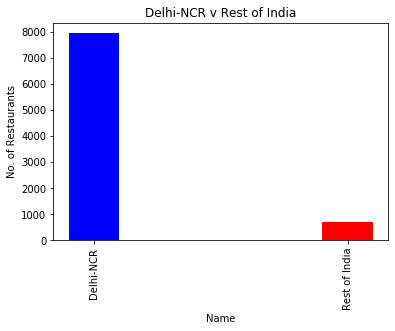 Delhi-NCR v Rest of India
No. of Restaurants
8000
7000
6000
5000
4000
3000
2000
1000
0
Delhi-NCR
Rest of India
Name